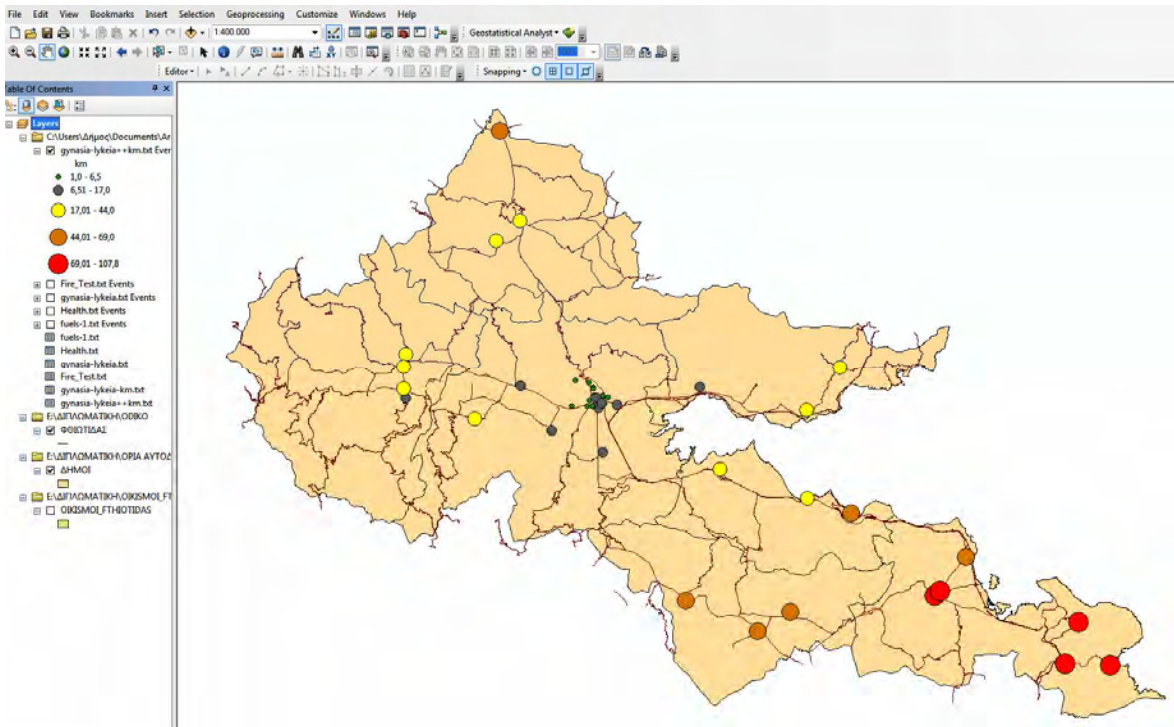 File Edit View Bookmarks Insert Selection Geoprocessing Customize Windows Help
1:400.000 Geostatistical Analyst
Editor Snapping
able Of Contents
Layers
C:\Users\Δήμος\Documents\Ar
gynasia-lykeia++km.txt Ever
km
1,0 - 6,5
6,51 - 17,0
17,01 - 44,0
44,01 - 69,0
69,01 - 107,8
Fire_Test.txt Events
gynasia-lykeia.txt Events
Health.txt Events
fuels-1.txt Events
fuels-1.txt
Health.txt
gynasia-lykeia.txt
Fire_Test.txt
gynasia-lykeia-km.txt
gynasia-lykeia++km.txt
E:\ΔΙΠΛΩΜΑΤΙΚΗ\ODIKO
ΦΘΙΩΤΙΔΑΣ
E:\ΔΙΠΛΩΜΑΤΙΚΗ\ΟΡΙΑ ΑΥΤΟΔ
ΔΗΜΟΙ
E:\ΔΙΠΛΩΜΑΤΙΚΗ\OIKISMOI_FT
OIKISMOI_FTHIOTIDAS